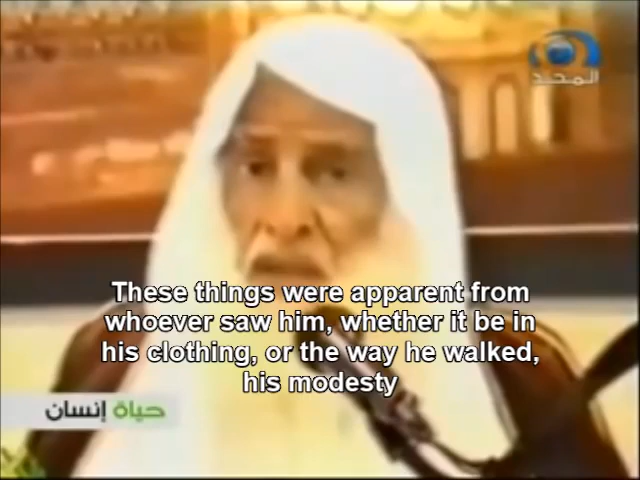 المجد
These things were apparent from
whoever saw him, whether it be in
his clothing, or the way he walked,
his modesty
حياة إنسان